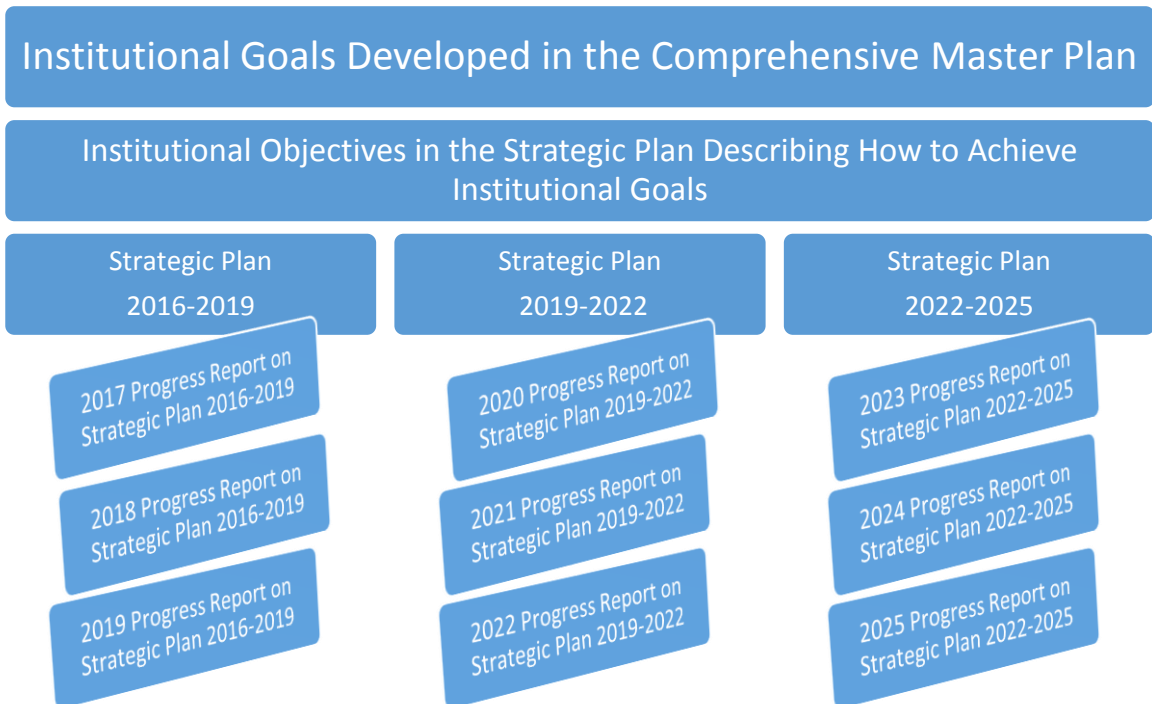 Institutional Goals Developed in the Comprehensive Master Plan
Institutional Objectives in the Strategic Plan Describing How to Achieve
Institutional Goals
Strategic Plan
2016-2019
2017 Progress Report on
Strategic Plan 2016-2019
2018 Progress Report on
Strategic Plan 2016-2019
2019 Progress Report on
Strategic Plan 2016-2019
Strategic Plan
2019-2022
2020 Progress Report on
Strategic Plan 2019-2022
2021 Progress Report on
Strategic Plan 2019-2022
2022 Progress Report on
Strategic Plan 2019-2022
Strategic Plan
2022-2025
2023 Progress Report on
Strategic Plan 2022-2025
2024 Progress Report on
Strategic Plan 2022-2025
2025 Progress Report on
Strategic Plan 2022-2025